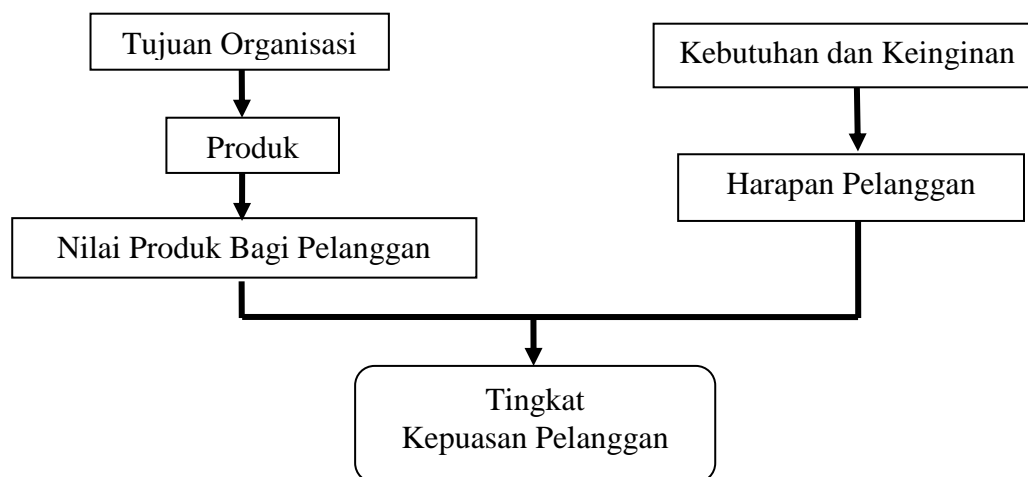 Tujuan Organisasi
Kebutuhan dan Keinginan
Produk
Harapan Pelanggan
Nilai Produk Bagi Pelanggan
Tingkat
Kepuasan Pelanggan